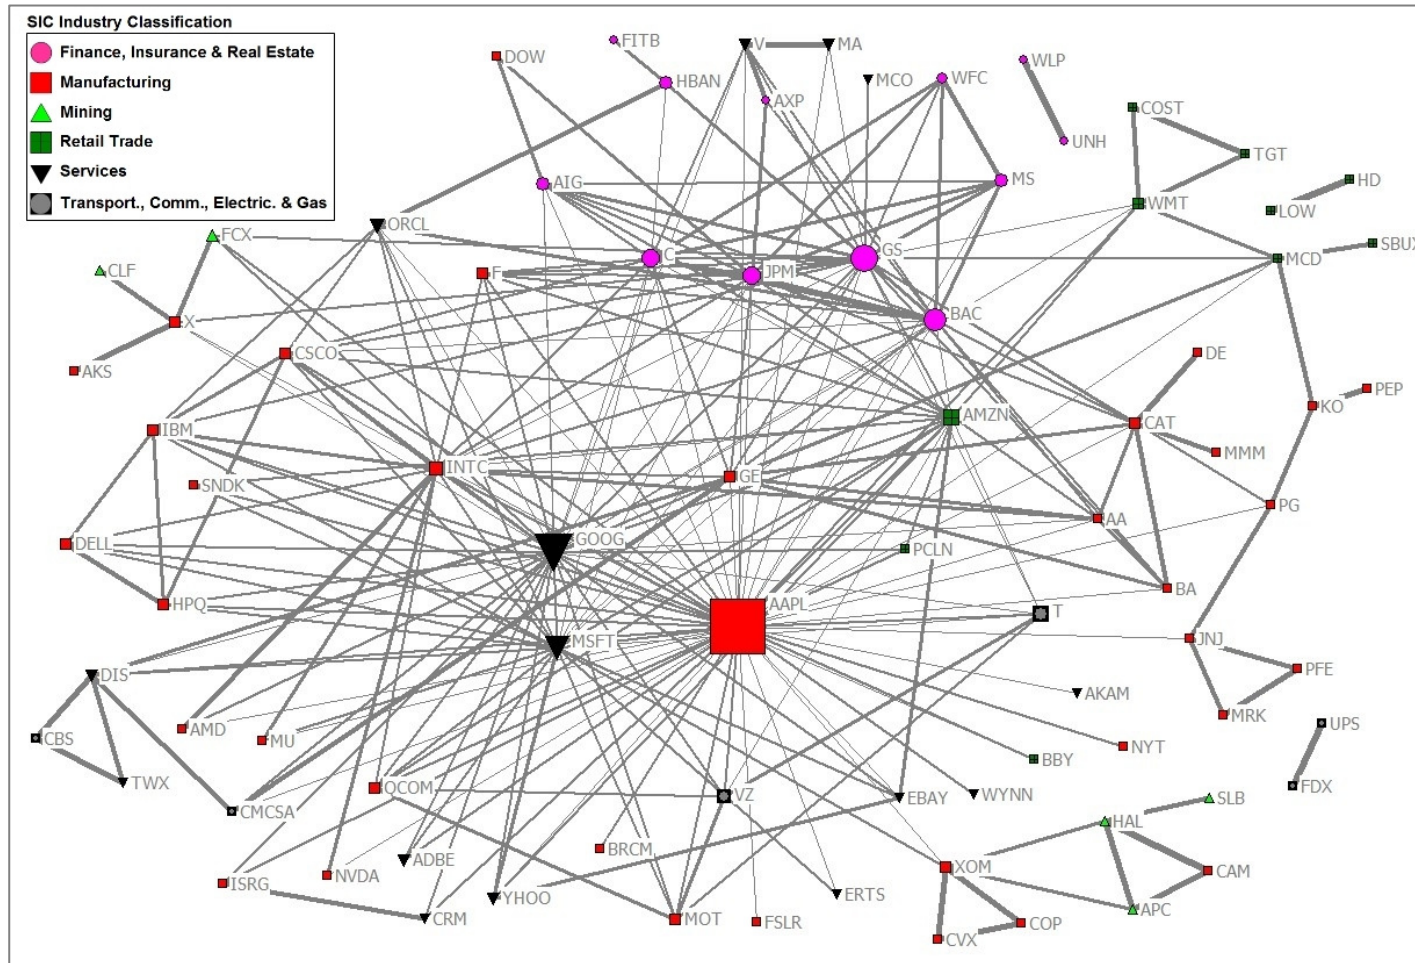 SIC Industry Classification
Finance, Insurance & Real Estate
Manufacturing
Mining
Retail Trade
Services
Transport., Comm., Electric. & Gas
FITB
V
MA
DOW
HBAN
MCO
WFC
WLP
AXP
COST
UNH
TGT
AIG
MS
HD
WMT
LOW
ORCL
FCX
SBUX
CLF
F
C
JPM
GS
MCD
X
BAC
CSCO
DE
AKS
PEP
KO
AMZN
CAT
IBM
MMM
INTC
GE
SNDK
PG
AA
DELL
GOOG
PCLN
BA
HPQ
AAPL
T
MSFT
JNJ
DIS
PFE
AKAM
MRK
UPS
AMD
MU
CBS
NYT
BBY
TWX
QCOM
FDX
CMCSA
VZ
EBAY
WYNN
SLB
HAL
BRCM
ADBE
XOM
CAM
ISRG
NVDA
YHOO
ERTS
CRM
MOT
FSLR
APC
COP
CVX